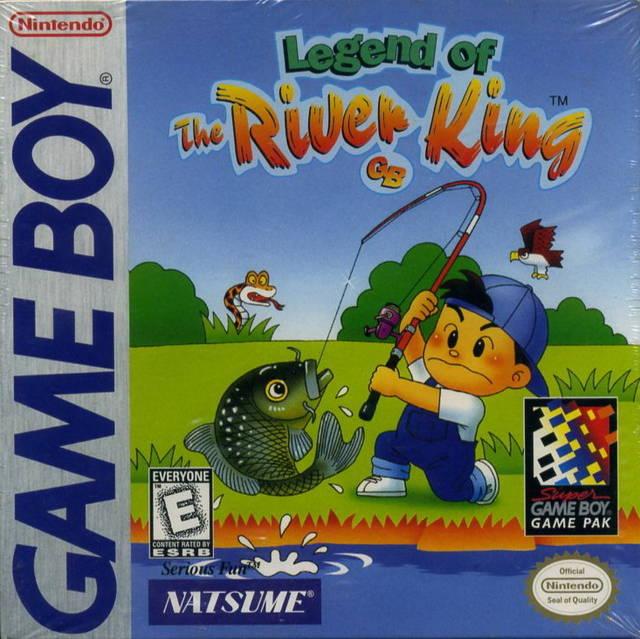 Nintendo®
GAME BOY®
Legend of
The River King™
GB
EVERYONE
™
E
®
CONTENT RATED BY
ESRB
Serious Fun™
NATSUME®
Super
GAME BOY
GAME PAK
Official
Nintendo
Seal of Quality